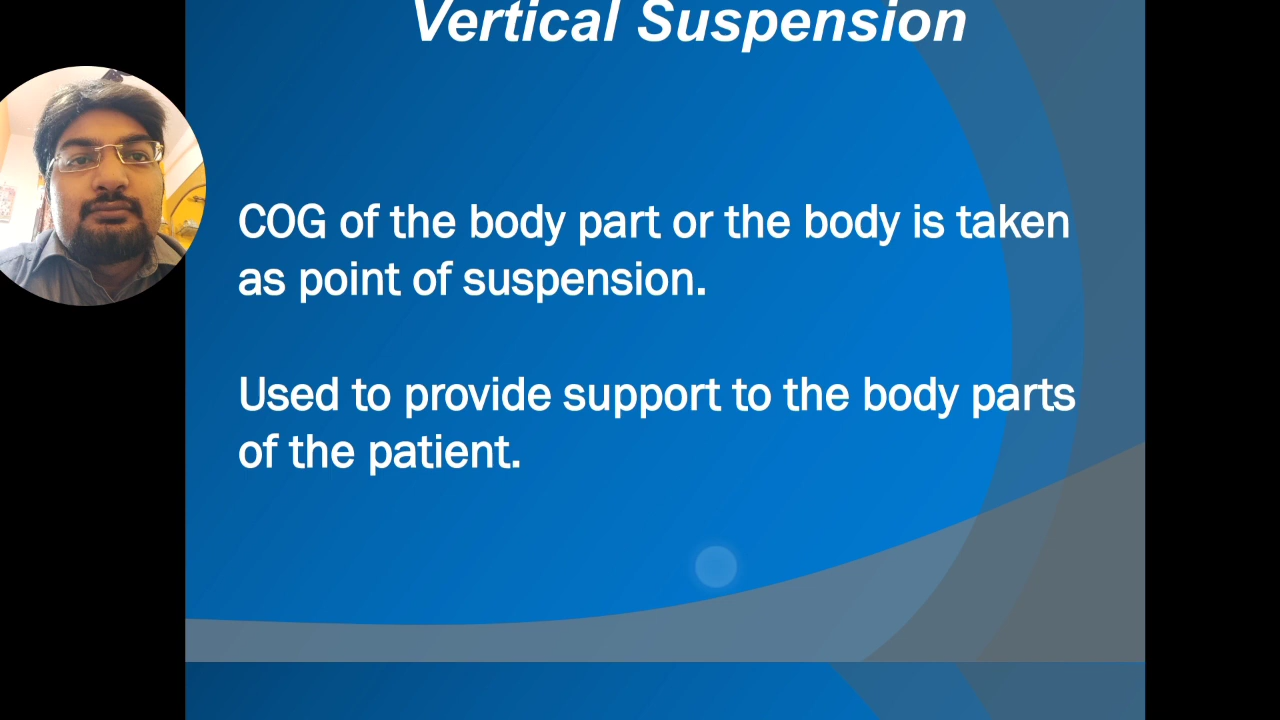 Vertical Suspension
COG of the body part or the body is taken
as point of suspension.
Used to provide support to the body parts
of the patient.